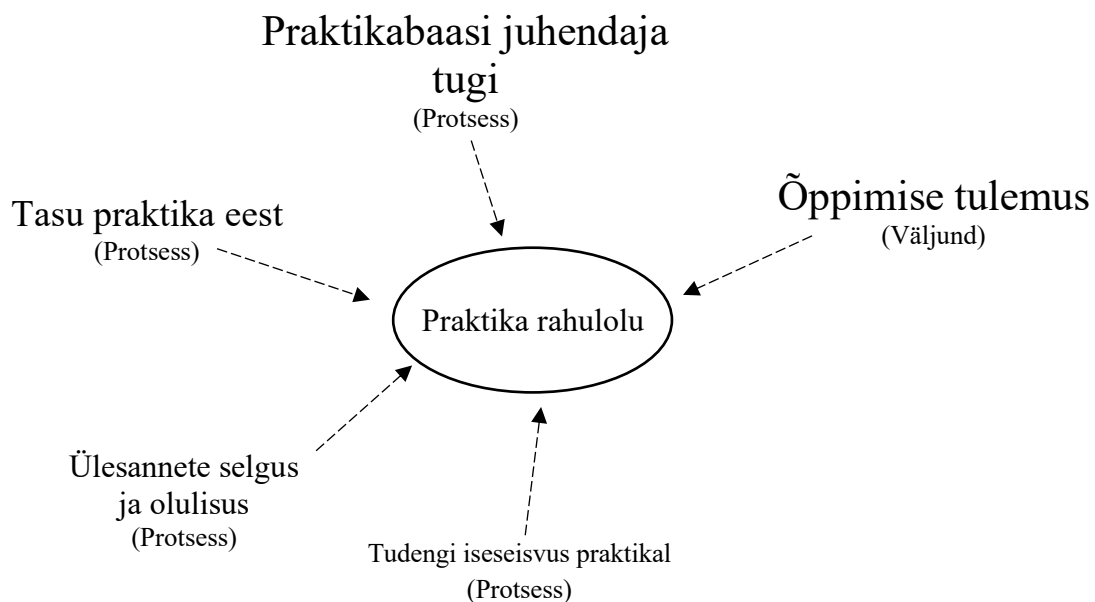 Praktikabaasi juhendaja
tugi
(Protsess)
Tasu praktika eest
(Protsess)
Õppimise tulemus
(Väljund)
Praktika rahulolu
Ülesannete selgus
ja olulisus
(Protsess)
Tudengi iseseisvus praktikal
(Protsess)